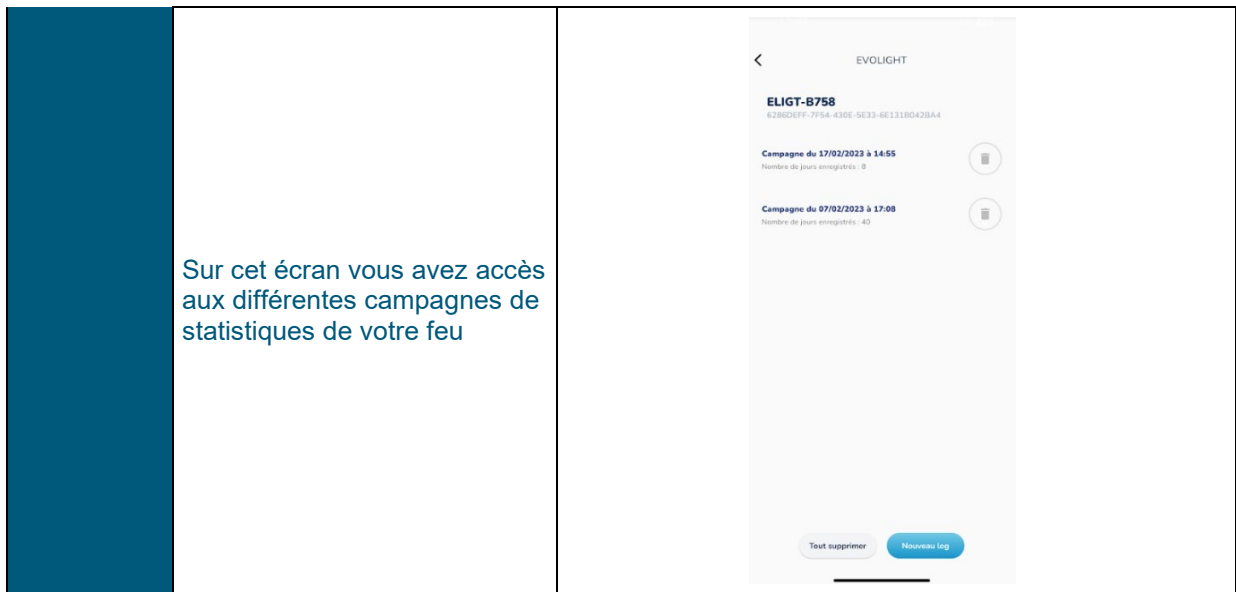 Sur cet écran vous avez accès
aux différentes campagnes de
statistiques de votre feu
EVOLIGHT
ELIGT-B758
6286DEFF-7F54-430E-5E33-6E131B042BA4
Campagne du 17/02/2023 à 14:55
Nombre de jours enregistrés : 8
Campagne du 07/02/2023 à 17:08
Nombre de jours enregistrés : 40
Tout supprimer
Nouveau log